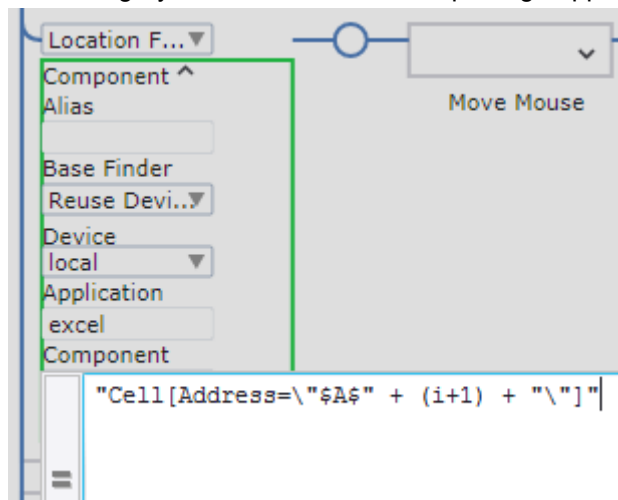 Location F...
Component ^
Alias
Move Mouse
Base Finder
Reuse Devi..
Device
local
Application
excel
Component
"Cell[Address=\"$A$" + (i+1) + "\"]"
=